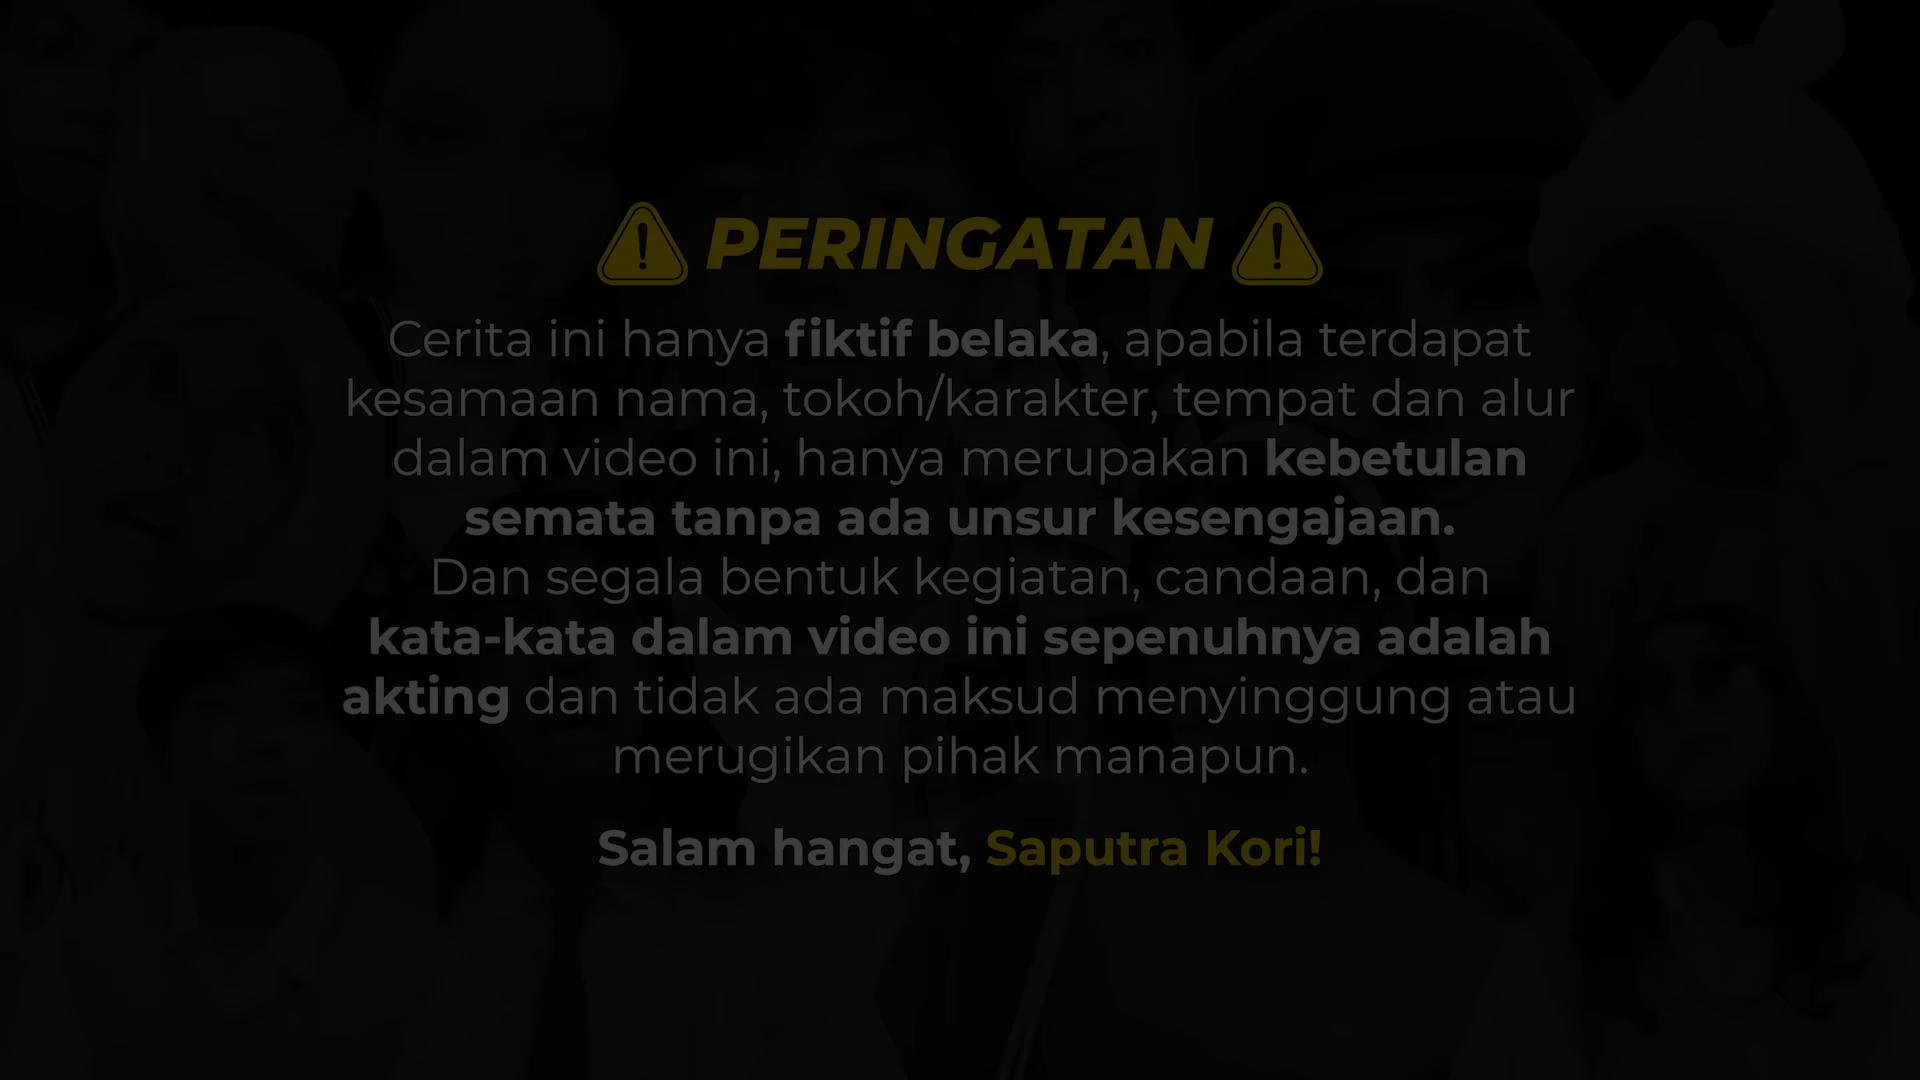 PERINGATAN
Cerita ini hanya fiktif belaka, apabila terdapat
kesamaan nama, tokoh/karakter, tempat dan alur
dalam video ini, hanya merupakan kebetulan
semata tanpa ada unsur kesengajaan.
Dan segala bentuk kegiatan, candaan, dan
kata-kata dalam video ini sepenuhnya adalah
akting dan tidak ada maksud menyinggung atau
merugikan pihak manapun.
Salam hangat, Saputra Kori!